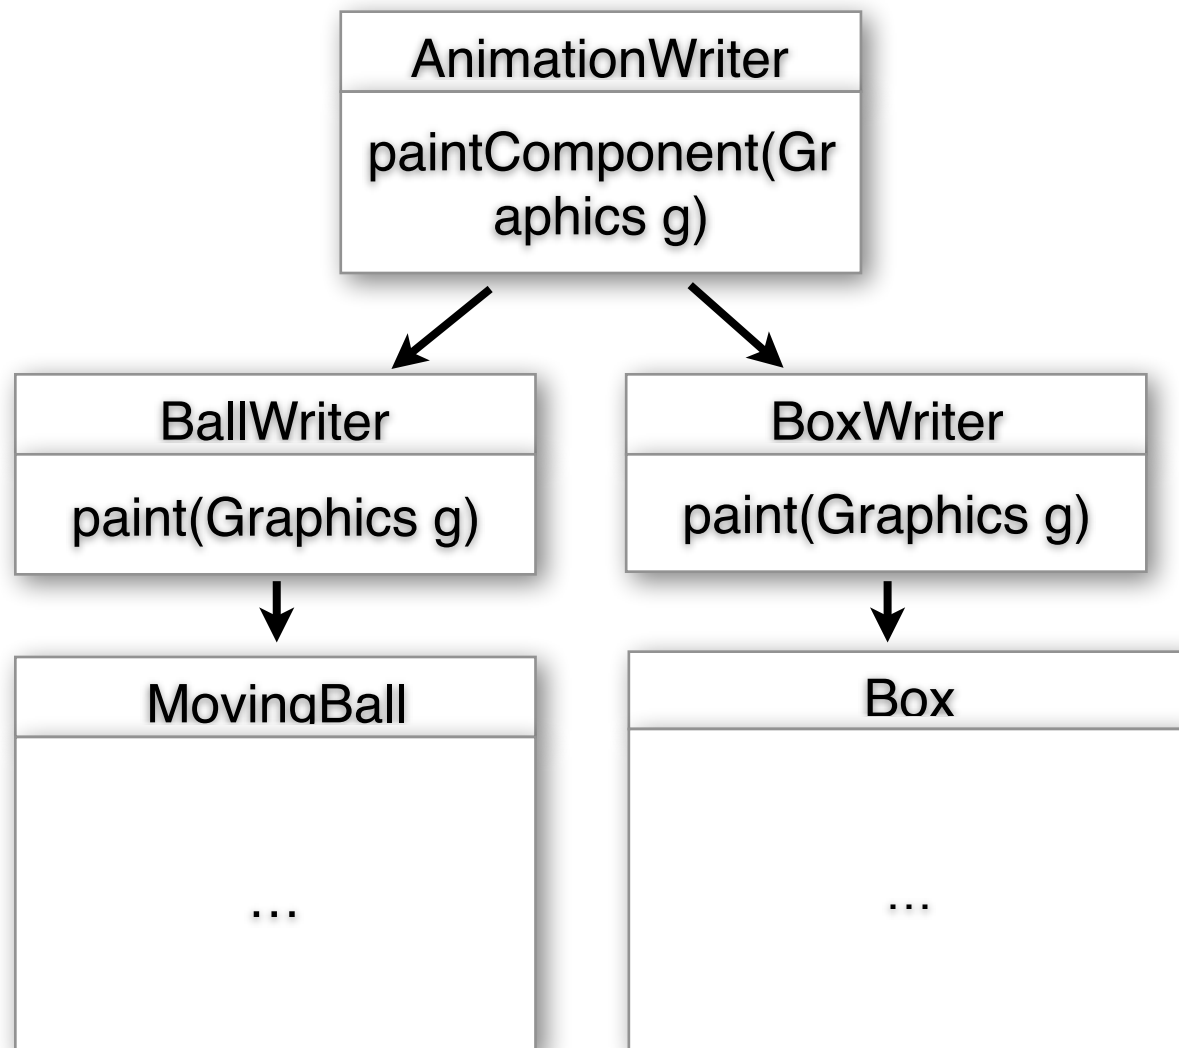 AnimationWriter
paintComponent(Gr
aphics g)
BallWriter
paint(Graphics g)
BoxWriter
paint(Graphics g)
MovingBall
...
Box
...